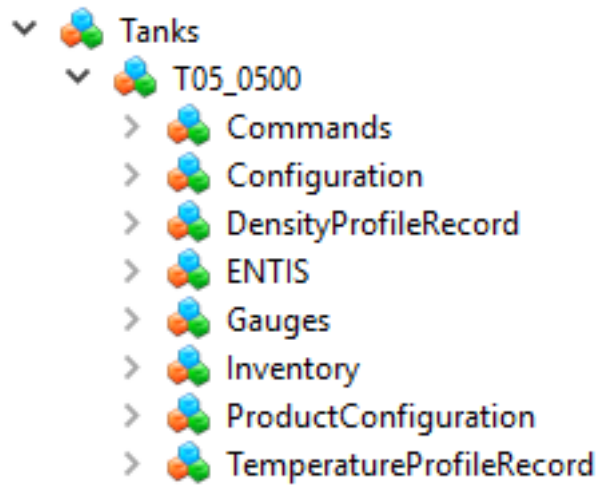 Tanks
T05_0500
Commands
Configuration
DensityProfileRecord
ENTIS
Gauges
Inventory
ProductConfiguration
TemperatureProfileRecord